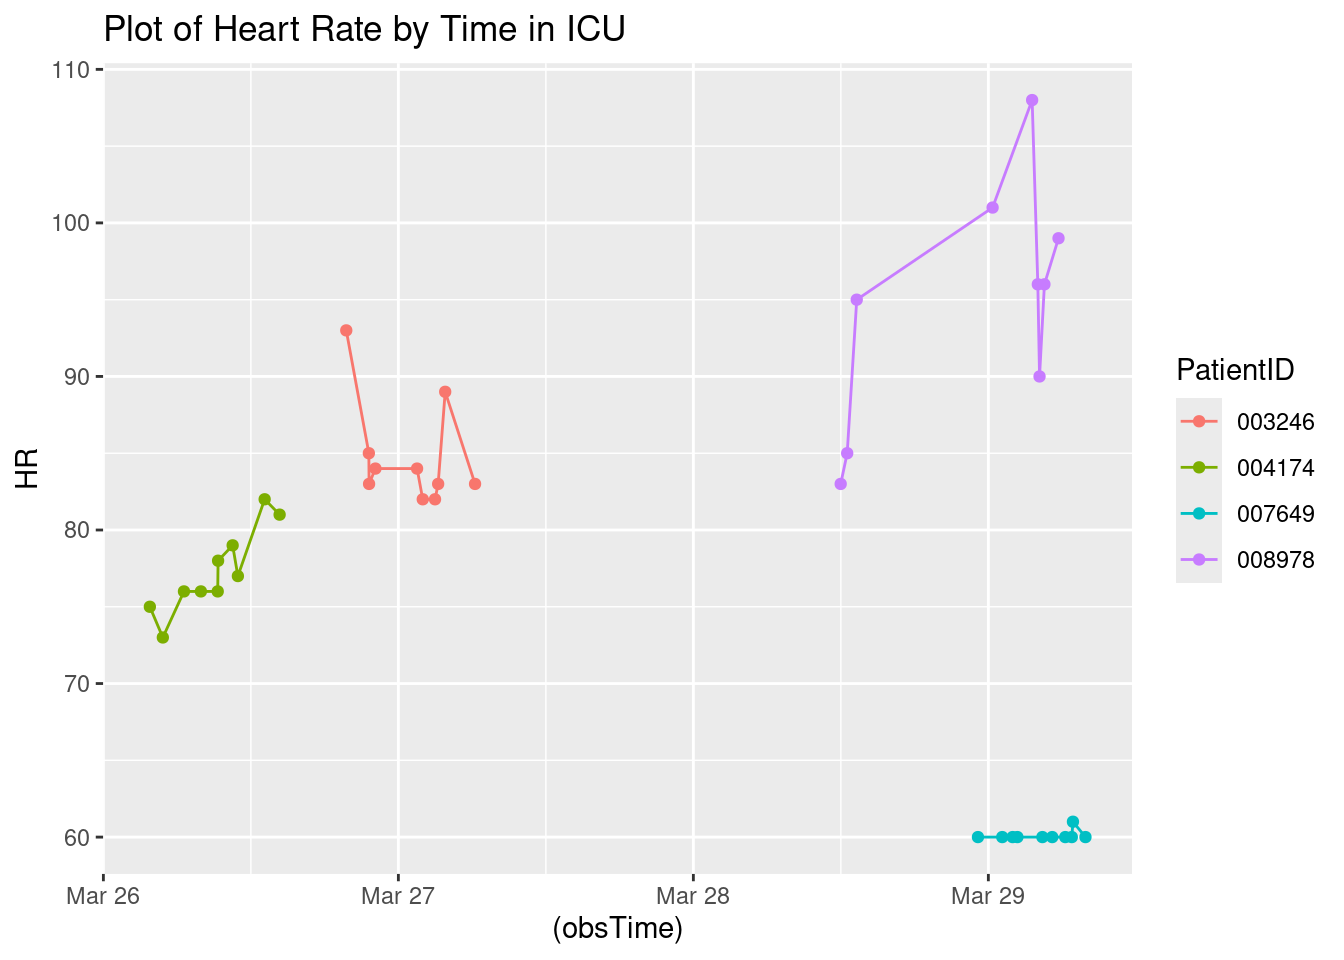 Plot of Heart Rate by Time in ICU
110
100
90
80
70
60
HR
Mar 26
Mar 27
Mar 28
Mar 29
(obsTime)
PatientID
003246
004174
007649
008978